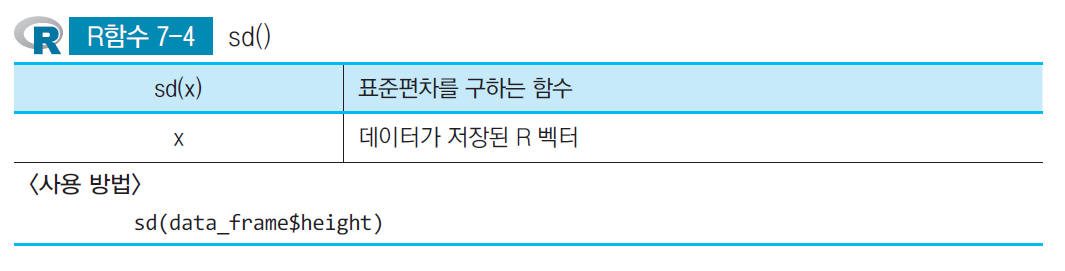 R R함수 7-4 sd()
sd(x) 표준편차를 구하는 함수
x 데이터가 저장된 R 벡터
〈사용 방법〉
sd(data_frame$height)